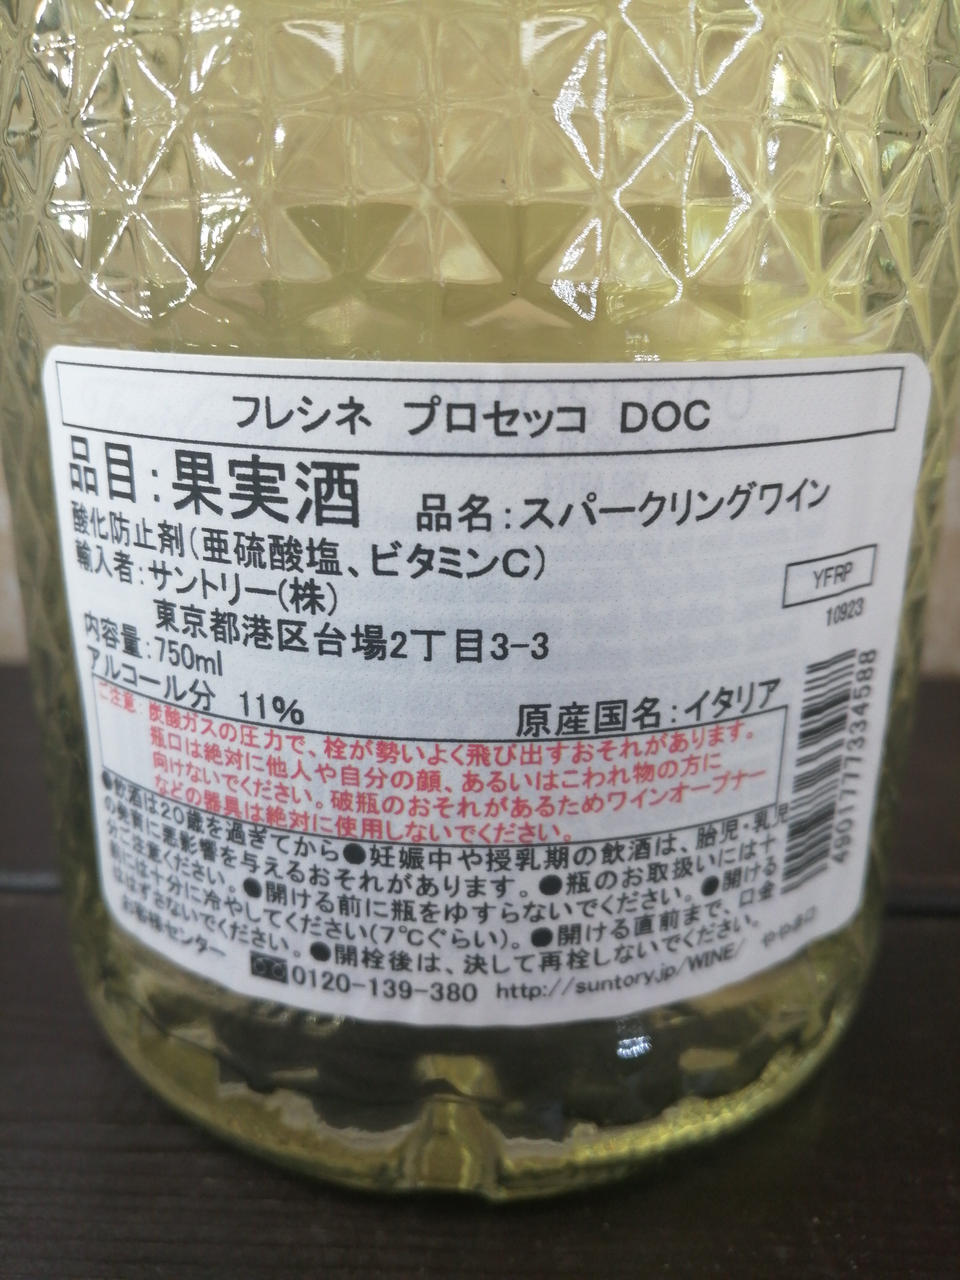 フレシネ プロセッコ DOC
品目:果実酒 品名:スパークリングワイン
酸化防止剤(亜硫酸塩、ビタミンC)
輸入者:サントリー(株)
東京都港区台場2丁目3-3
YFRP
10923
内容量:750ml
アルコール分 11%
原産国名:イタリア
ご注意:炭酸ガスの圧力で、栓が勢いよく飛び出すおそれがあります。
瓶口は絶対に他人や自分の顔、あるいはこわれ物の方に
向けないでください。破瓶のおそれがあるためワインオープナー
などの器具は絶対に使用しないでください。
●飲酒は20歳を過ぎてから●妊娠中や授乳期の飲酒は、胎児・乳児
の発育に悪影響を与えるおそれがあります。●瓶のお取扱いには十
分ご注意ください。●開ける前に瓶をゆすらないでください。●開ける
前には十分に冷やしてください(7℃ぐらい)。●開ける直前まで、口金
ははずさないでください。●開栓後は、決して再栓しないでください。
お客様センター 0120-139-380 http://suntory.jp/WINE/ やや辛口
4901777334588